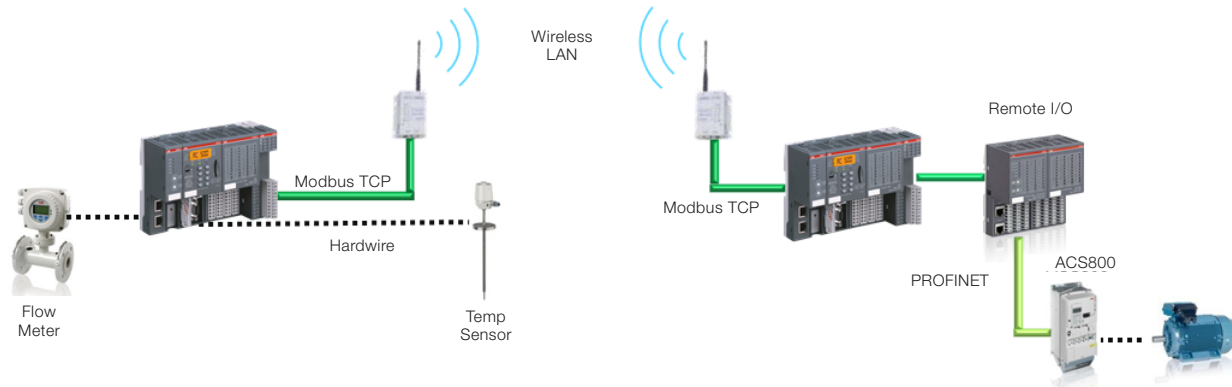 Wireless
LAN
Remote I/O
Modbus TCP
Modbus TCP
Hardwire
ACS800
PROFINET
Flow
Meter
Temp
Sensor